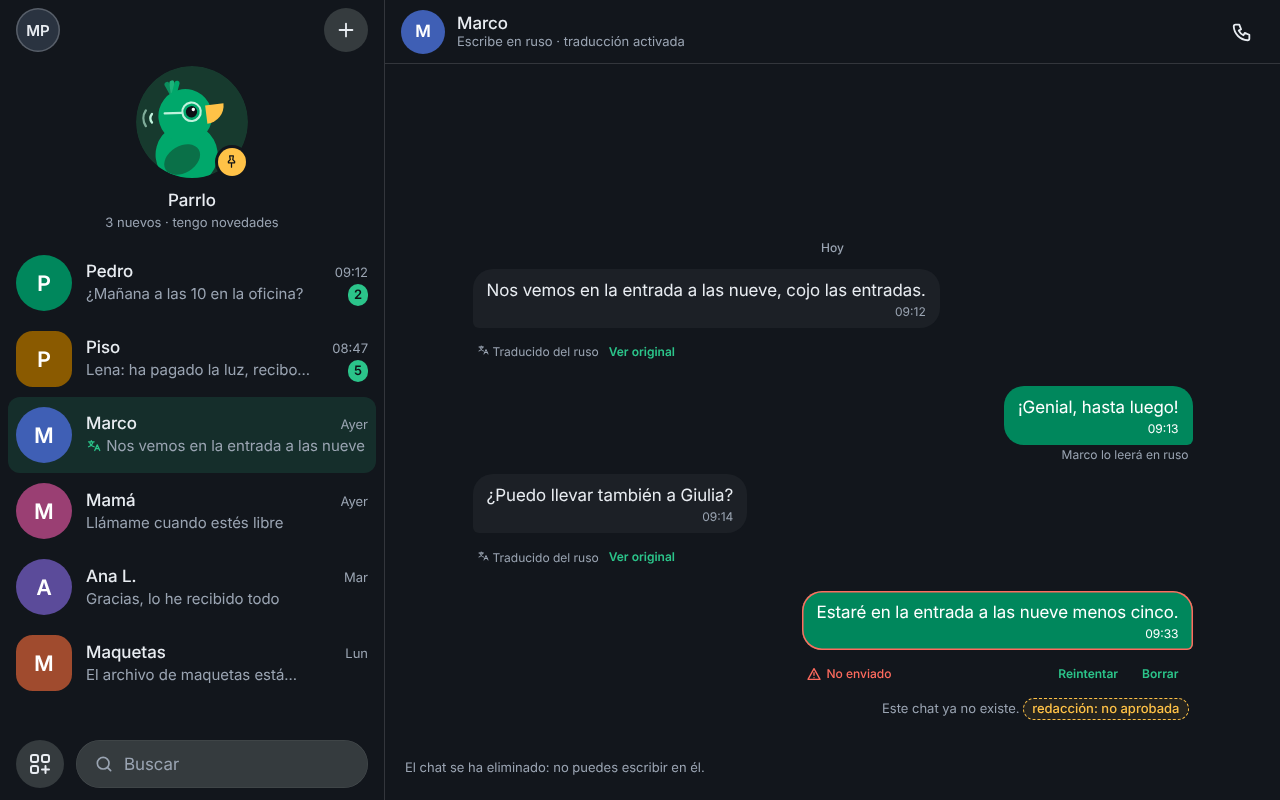 MP
Parrlo
3 nuevos · tengo novedades
P
Pedro
09:12
¿Mañana a las 10 en la oficina?
2
P
Piso
08:47
Lena: ha pagado la luz, recibo...
5
M
Marco
Ayer
Nos vemos en la entrada a las nueve
M
Mamá
Ayer
Llámame cuando estés libre
A
Ana L.
Mar
Gracias, lo he recibido todo
M
Maquetas
Lun
El archivo de maquetas está...
Buscar
M
Marco
Escribe en ruso · traducción activada
Hoy
Nos vemos en la entrada a las nueve, cojo las entradas.
09:12
Traducido del ruso Ver original
¡Genial, hasta luego!
09:13
Marco lo leerá en ruso
¿Puedo llevar también a Giulia?
09:14
Traducido del ruso Ver original
Estaré en la entrada a las nueve menos cinco.
09:33
No enviado Reintentar Borrar
Este chat ya no existe. redacción: no aprobada
El chat se ha eliminado: no puedes escribir en él.